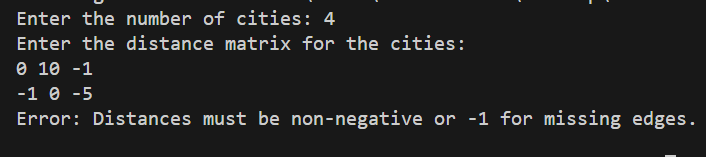 Enter the number of cities: 4
Enter the distance matrix for the cities:
0 10 -1
-1 0 -5
Error: Distances must be non-negative or -1 for missing edges.